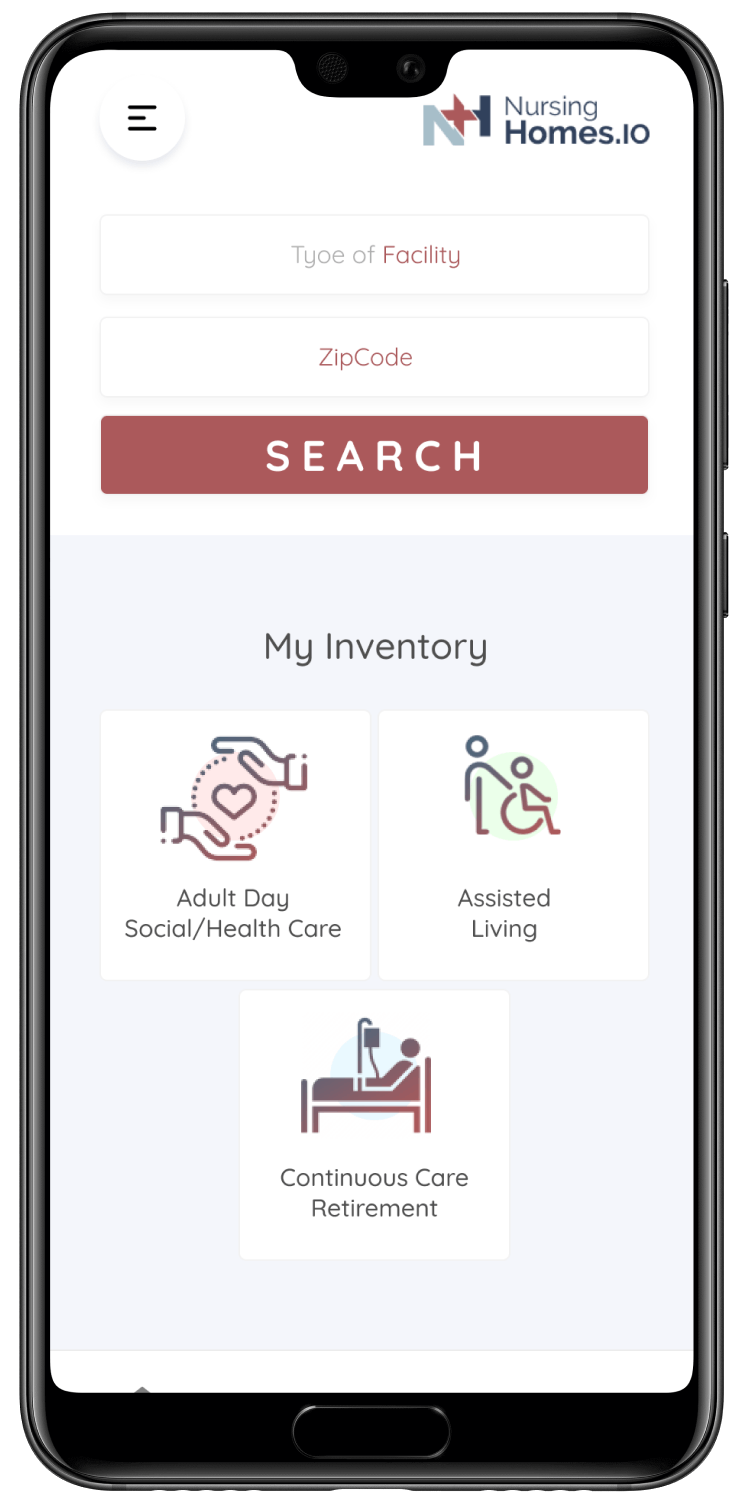 Nursing
Homes.IO
Tyoe of Facility
ZipCode
SEARCH
My Inventory
Adult Day
Social/Health Care
Assisted
Living
Continuous Care
Retirement